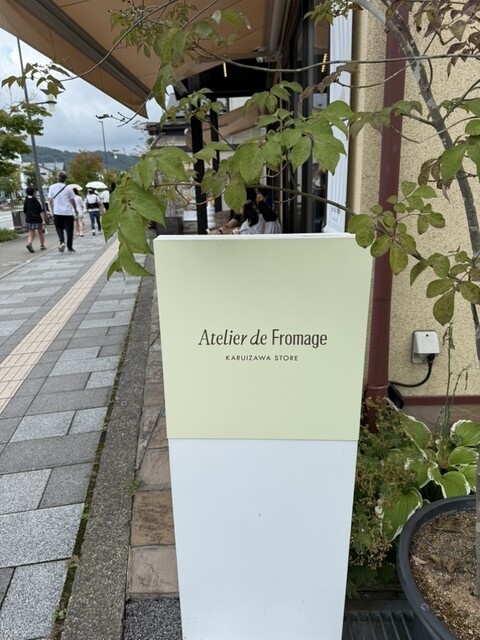 Atelier de Fromage
KARUIZAWA STORE